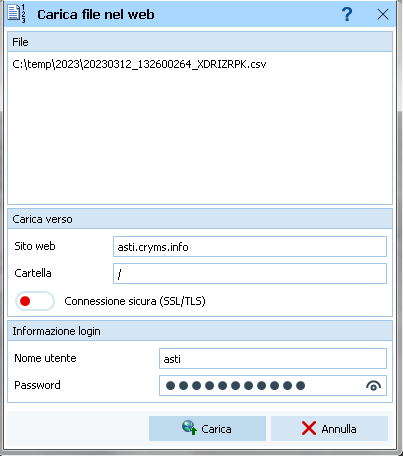 Carica file nel web
File
C:\temp\2023\20230312_132600264_XDRIZRPK.csv
Carica verso
Sito web asti.cryms.info
Cartella /
Connessione sicura (SSL/TLS)
Informazione login
Nome utente asti
Password ●●●●●●●●●●●
Carica Annulla